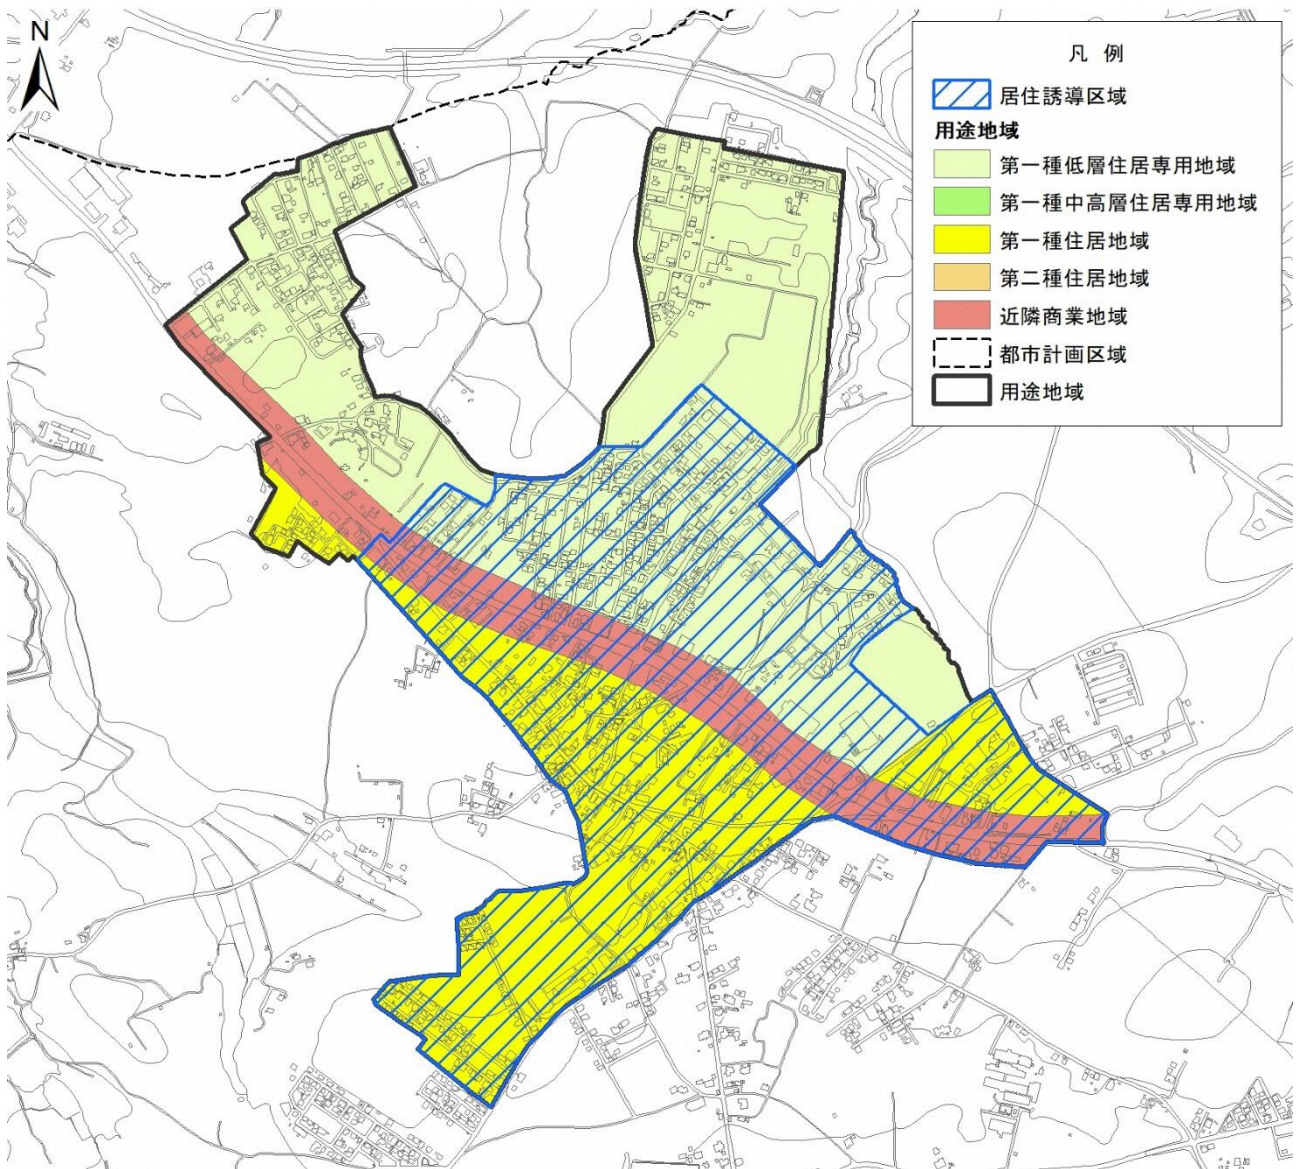 N
凡 例
居住誘導区域
用途地域
第一種低層住居専用地域
第一種中高層住居専用地域
第一種住居地域
第二種住居地域
近隣商業地域
都市計画区域
用途地域